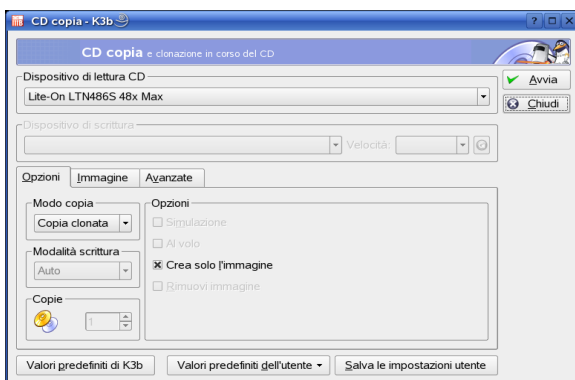 CD copia - K3b
CD copia e clonazione in corso del CD
Dispositivo di lettura CD
Avvia
Lite-On LTN486S 48x Max
Chiudi
Dispositivo di scrittura
Velocità:
Opzioni Immagine Avanzate
Modo copia
Opzioni
Copia clonata
Simulazione
Al volo
Modalità scrittura
Crea solo l'immagine
Auto
Rimuovi immagine
Copie
1
Valori predefiniti di K3b Valori predefiniti dell'utente Salva le impostazioni utente